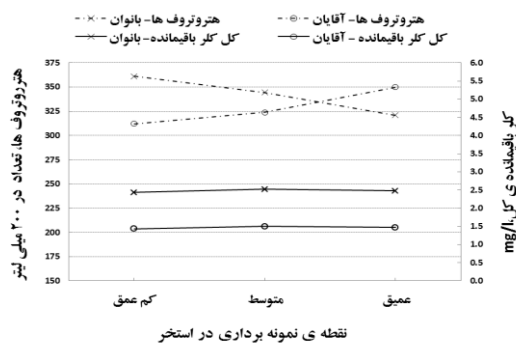 هتروتروف ها- بانوان
هتروتروف ها- آقایان
کل کلر باقیمانده-بانوان
کل کلر باقیمانده - آقایان
هترروتروف ها، تعداد در ۲۰۰ میلی لیتر
375
350
325
300
275
250
225
200
175
150
6.0
5.5
5.0
4.5
4.0
3.5
3.0
2.5
2.0
1.5
1.0
0.5
0.0
کلر باقیمانده ی کل، mg/l
کم عمق
متوسط
عمیق
نقطه ی نمونه برداری در استخر